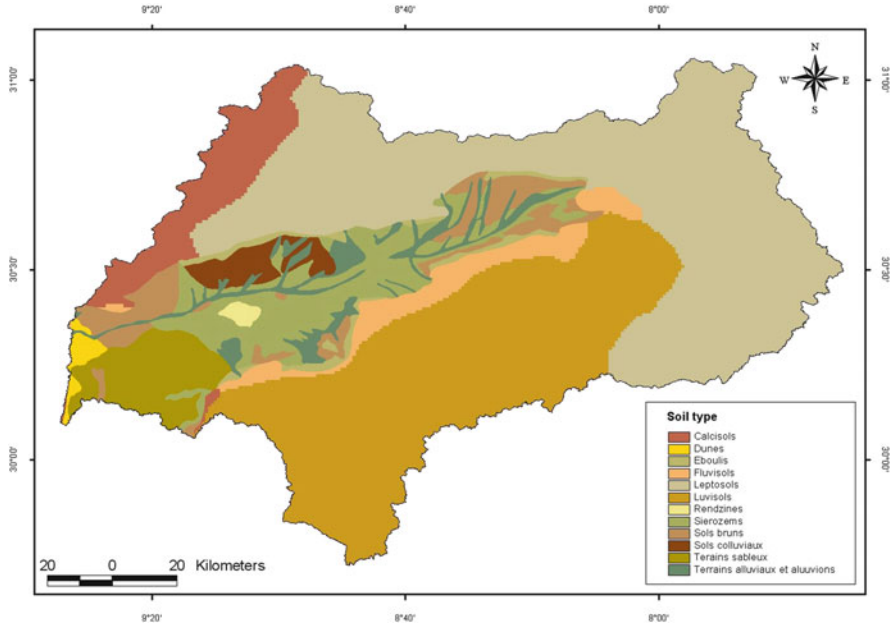 9°20' 8°40' 8°00'
N
W E
S
31°00' 31°00'
30°30' 30°30'
30°00' 30°00'
Soil type
Calcisols
Dunes
Eboulis
Fluvisols
Leptosols
Luvisols
Rendzines
Sierozems
Sols bruns
Sols colluviaux
Terains sableux
Terrains alluviaux et aluuvions
20 0 20 Kilometers
9°20' 8°40' 8°00'